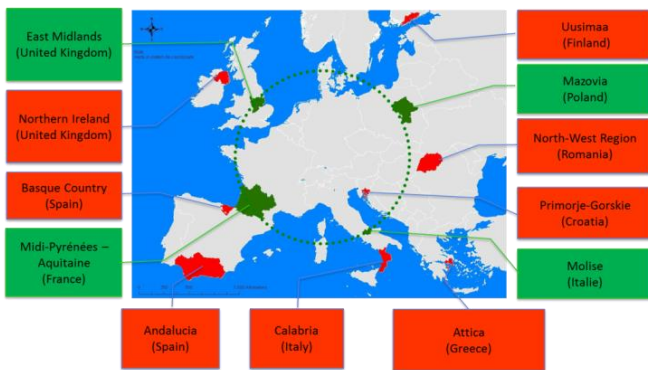 East Midlands
(United Kingdom)
Northern Ireland
(United Kingdom)
Basque Country
(Spain)
Midi-Pyrénées –
Aquitaine
(France)
Andalucia
(Spain)
Calabria
(Italy)
Attica
(Greece)
Uusimaa
(Finland)
Mazovia
(Poland)
North-West Region
(Romania)
Primorje-Gorskie
(Croatia)
Molise
(Italie)